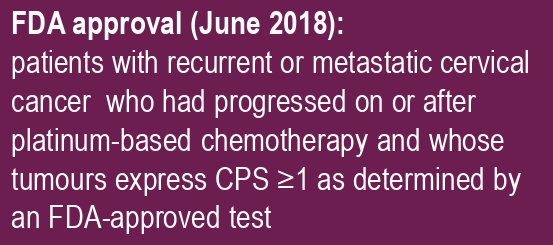 FDA approval (June 2018):
patients with recurrent or metastatic cervical
cancer  who had progressed on or after
platinum-based chemotherapy and whose
tumours express CPS ≥1 as determined by
an FDA-approved test